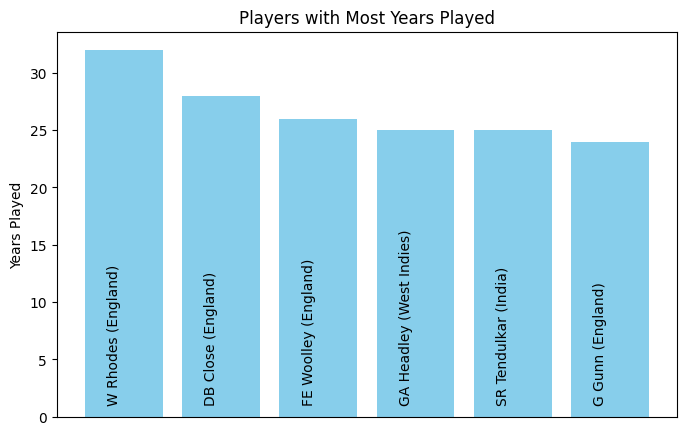 Players with Most Years Played
Years Played
30
25
20
15
10
5
0
W Rhodes (England)
DB Close (England)
FE Woolley (England)
GA Headley (West Indies)
SR Tendulkar (India)
G Gunn (England)